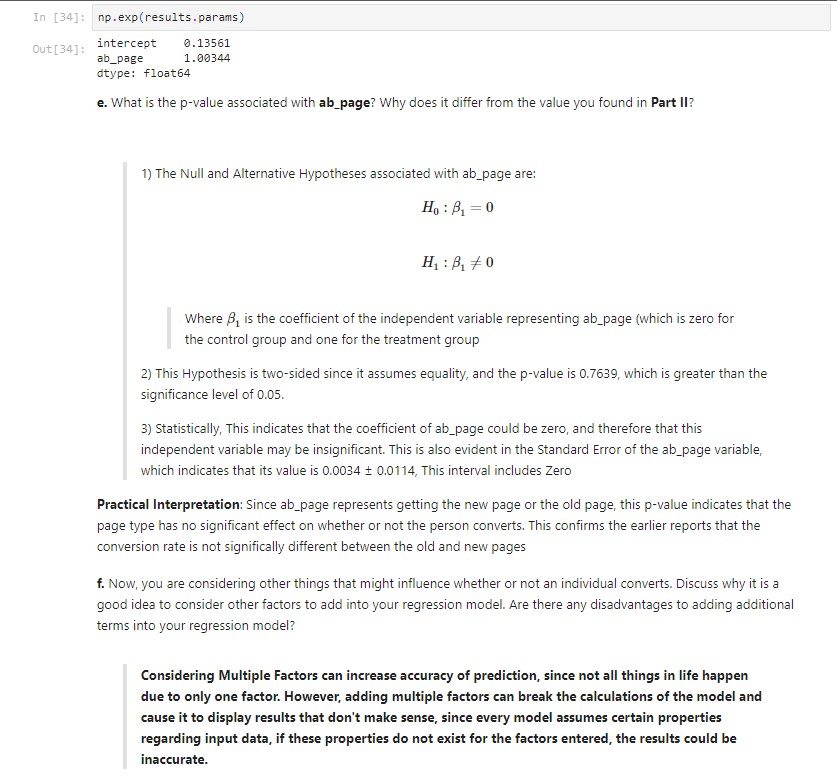 In [34]: np.exp(results.params)
Out[34]: intercept    0.13561
ab_page      1.00344
dtype: float64
e. What is the p-value associated with ab_page? Why does it differ from the value you found in Part II?
1) The Null and Alternative Hypotheses associated with ab_page are:
H₀ : β₁ = 0
H₁ : β₁ ≠ 0
Where β₁ is the coefficient of the independent variable representing ab_page (which is zero for
the control group and one for the treatment group
2) This Hypothesis is two-sided since it assumes equality, and the p-value is 0.7639, which is greater than the
significance level of 0.05.
3) Statistically, This indicates that the coefficient of ab_page could be zero, and therefore that this
independent variable may be insignificant. This is also evident in the Standard Error of the ab_page variable,
which indicates that its value is 0.0034 ± 0.0114, This interval includes Zero
Practical Interpretation: Since ab_page represents getting the new page or the old page, this p-value indicates that the
page type has no significant effect on whether or not the person converts. This confirms the earlier reports that the
conversion rate is not significally different between the old and new pages
f. Now, you are considering other things that might influence whether or not an individual converts. Discuss why it is a
good idea to consider other factors to add into your regression model. Are there any disadvantages to adding additional
terms into your regression model?
Considering Multiple Factors can increase accuracy of prediction, since not all things in life happen
due to only one factor. However, adding multiple factors can break the calculations of the model and
cause it to display results that don't make sense, since every model assumes certain properties
regarding input data, if these properties do not exist for the factors entered, the results could be
inaccurate.